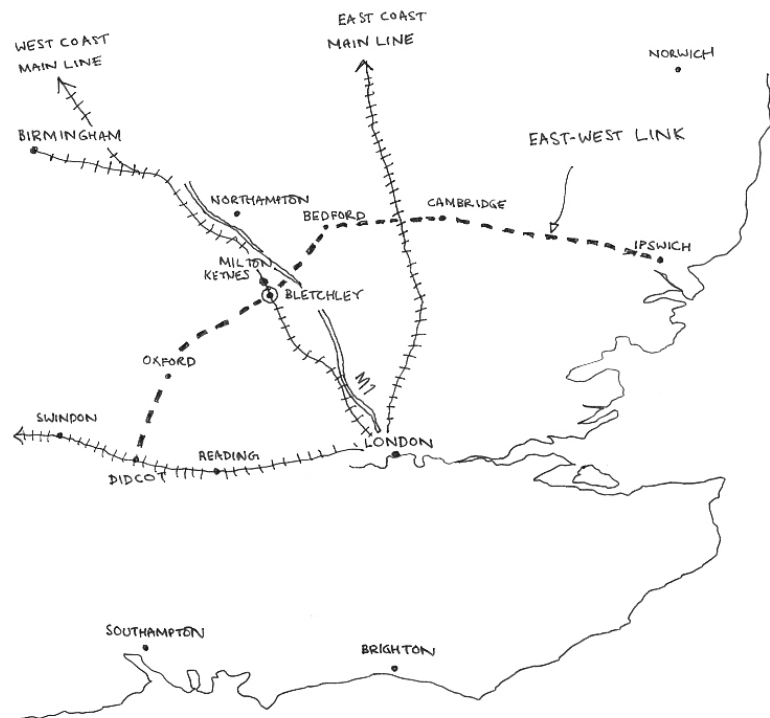 EAST COAST
MAIN LINE
WEST COAST
MAIN LINE
NORWICH
BIRMINGHAM
EAST-WEST LINK
NORTHAMPTON
CAMBRIDGE
BEDFORD
IPSWICH
MILTON
KEYNES
BLETCHLEY
OXFORD
M1
SWINDON
READING
LONDON
DIDCOT
SOUTHAMPTON
BRIGHTON